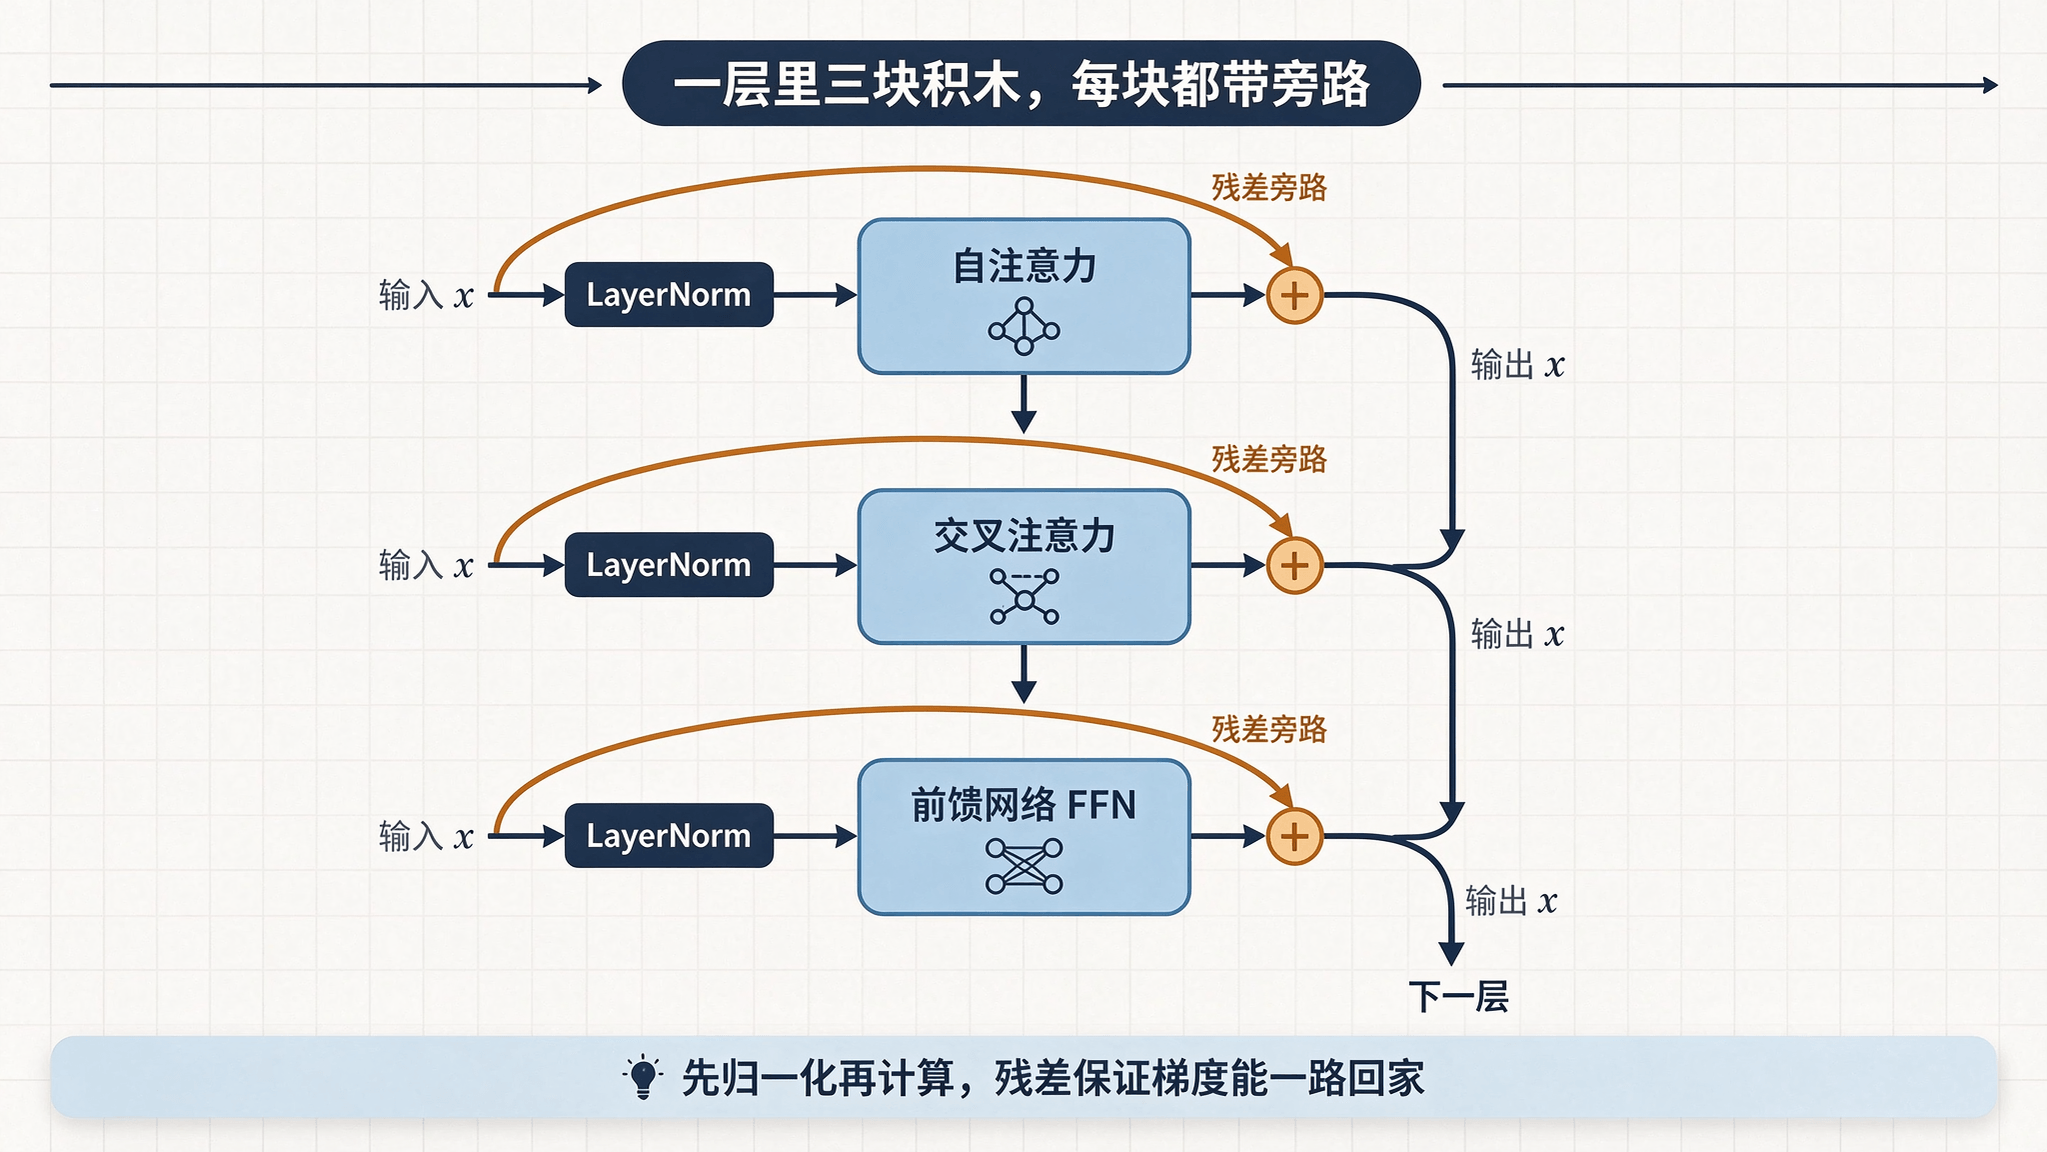 一层里三块积木，每块都带旁路
残差旁路
输入 x
LayerNorm
自注意力
+
输出 x
残差旁路
输入 x
LayerNorm
交叉注意力
+
输出 x
残差旁路
输入 x
LayerNorm
前馈网络 FFN
+
输出 x
下一层
先归一化再计算，残差保证梯度能一路回家